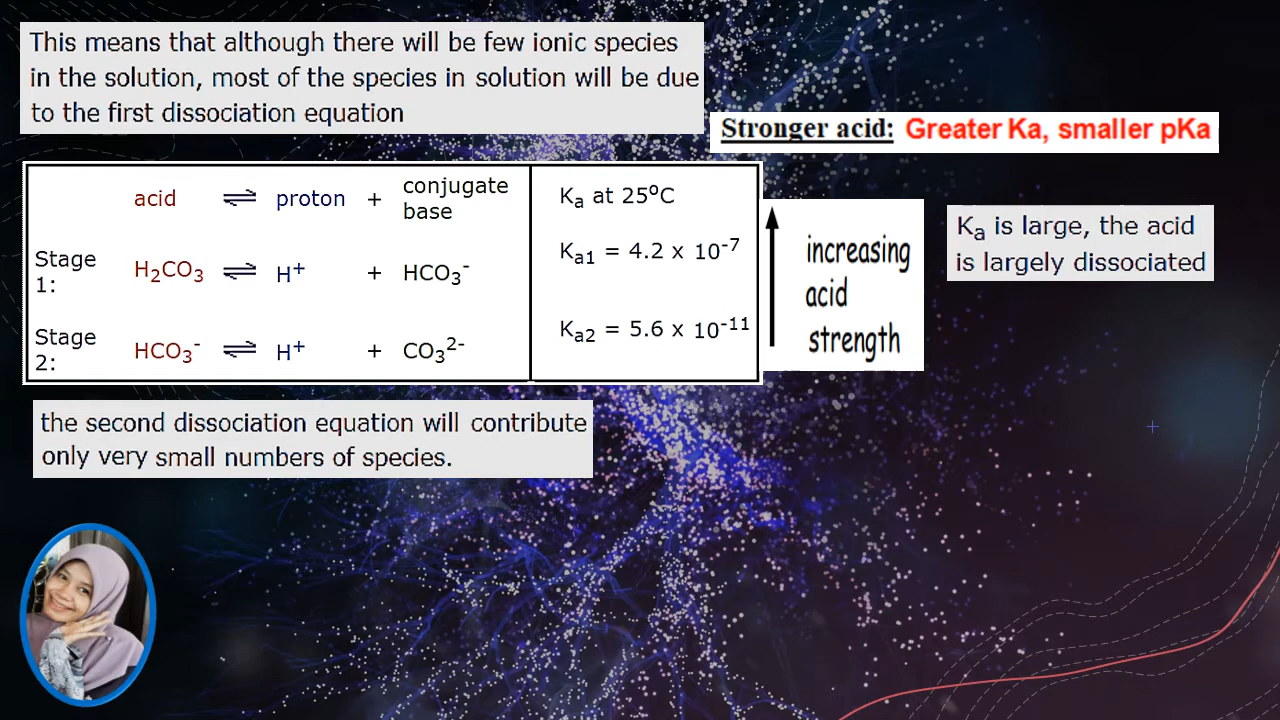 This means that although there will be few ionic species
in the solution, most of the species in solution will be due
to the first dissociation equation
Stronger acid: Greater Ka, smaller pKa
acid ⇌ proton + conjugate base Kₐ at 25⁰C
Stage 1: H₂CO₃ ⇌ H⁺ + HCO₃⁻ Kₐ₁ = 4.2 x 10⁻⁷
Stage 2: HCO₃⁻ ⇌ H⁺ + CO₃²⁻ Kₐ₂ = 5.6 x 10⁻¹¹
increasing
acid
strength
Kₐ is large, the acid
is largely dissociated
the second dissociation equation will contribute
only very small numbers of species.